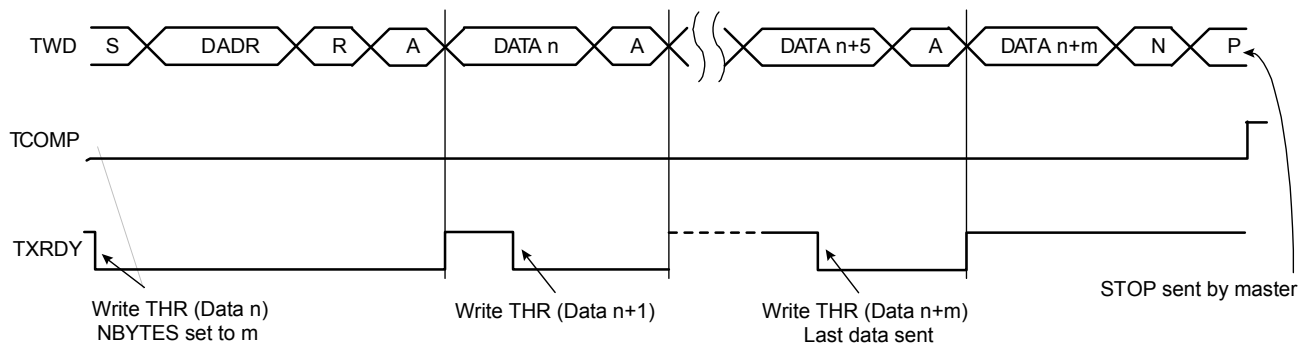 TWD S DADR R A DATA n A DATA n+5 A DATA n+m N P
TCOMP
TXRDY
Write THR (Data n)
NBYTES set to m
Write THR (Data n+1)
Write THR (Data n+m)
Last data sent
STOP sent by master